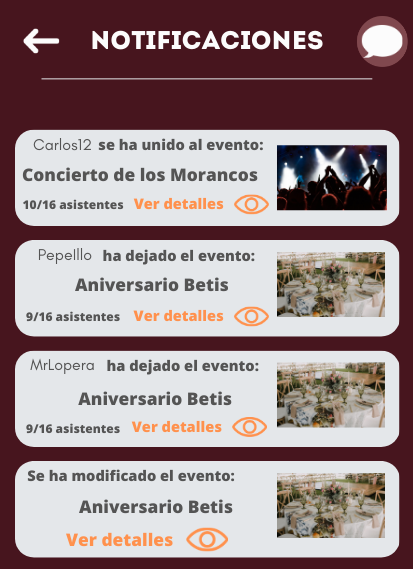 NOTIFICACIONES
Carlos12 se ha unido al evento:
Concierto de los Morancos
10/16 asistentes Ver detalles
Pepelllo ha dejado el evento:
Aniversario Betis
9/16 asistentes Ver detalles
MrLopera ha dejado el evento:
Aniversario Betis
9/16 asistentes Ver detalles
Se ha modificado el evento:
Aniversario Betis
Ver detalles